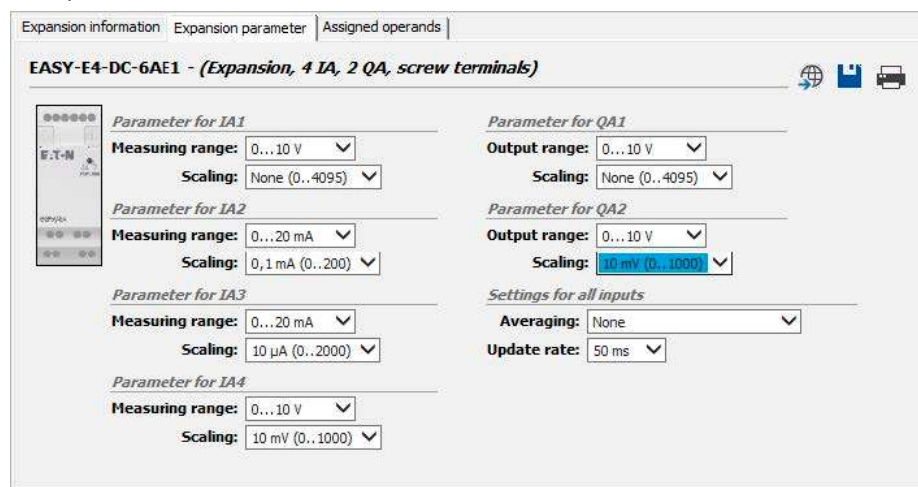 Expansion information Expansion parameter Assigned operands
EASY-E4-DC-6AE1 - (Expansion, 4 IA, 2 QA, screw terminals)
E.T-N
Parameter for IA1
Measuring range: 0...10 V
Scaling: None (0..4095)
Parameter for IA2
Measuring range: 0...20 mA
Scaling: 0,1 mA (0..200)
Parameter for IA3
Measuring range: 0...20 mA
Scaling: 10 µA (0..2000)
Parameter for IA4
Measuring range: 0...10 V
Scaling: 10 mV (0..1000)
Parameter for QA1
Output range: 0...10 V
Scaling: None (0..4095)
Parameter for QA2
Output range: 0...10 V
Scaling: 10 mV (0..1000)
Settings for all inputs
Averaging: None
Update rate: 50 ms